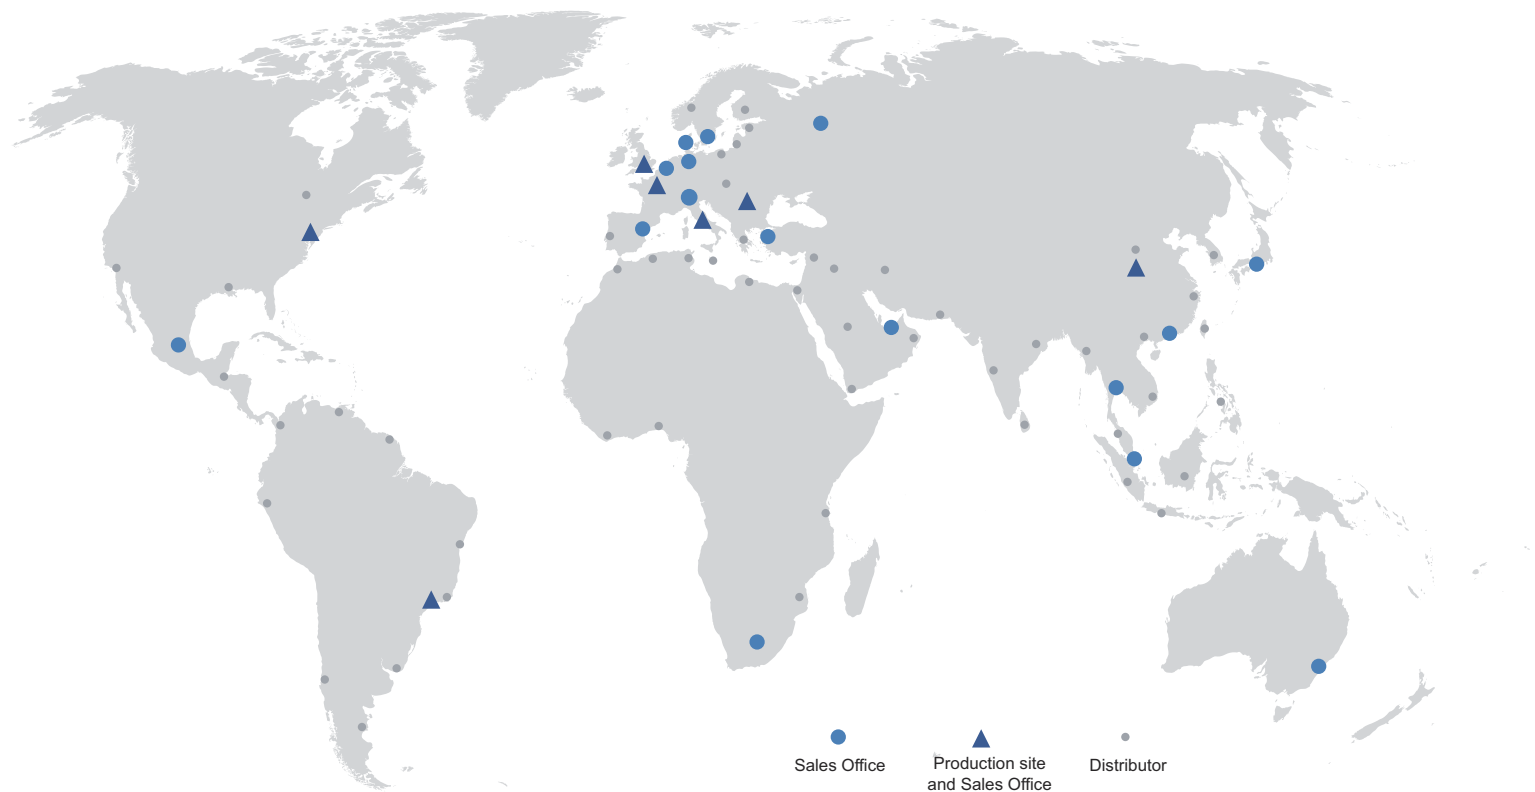 Sales Office
Production site
and Sales Office
Distributor